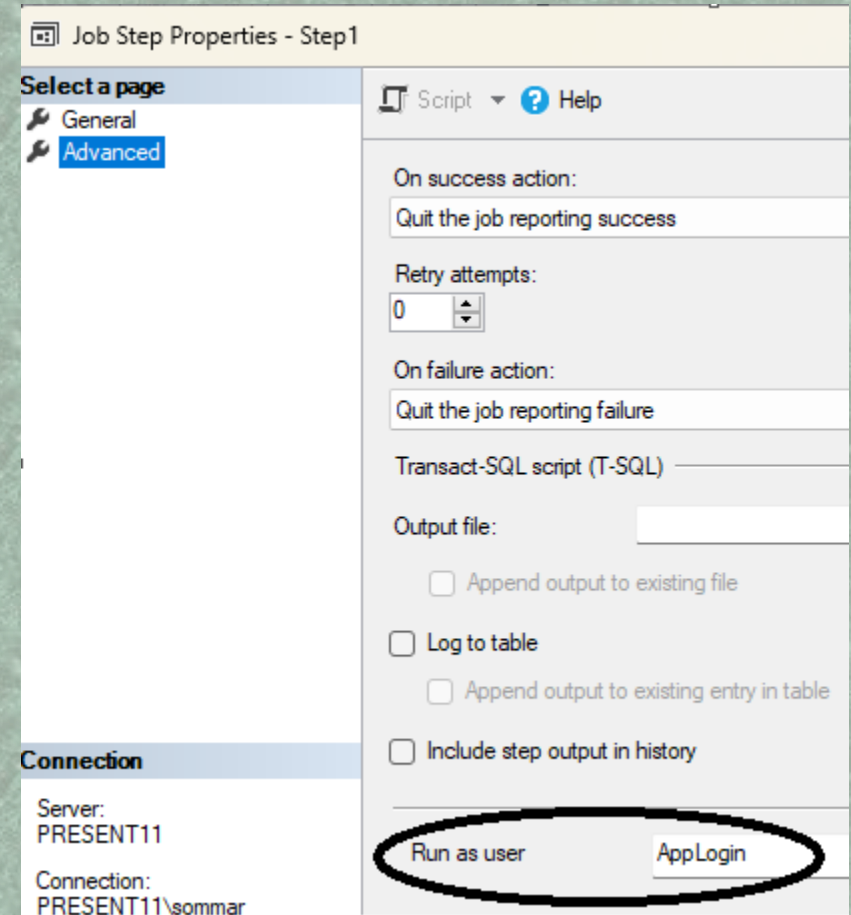 Job Step Properties - Step1
Select a page
General
Advanced
Script
Help
On success action:
Quit the job reporting success
Retry attempts:
0
On failure action:
Quit the job reporting failure
Transact-SQL script (T-SQL)
Output file:
Append output to existing file
Log to table
Append output to existing entry in table
Include step output in history
Run as user AppLogin
Connection
Server:
PRESENT11
Connection:
PRESENT11\sommar